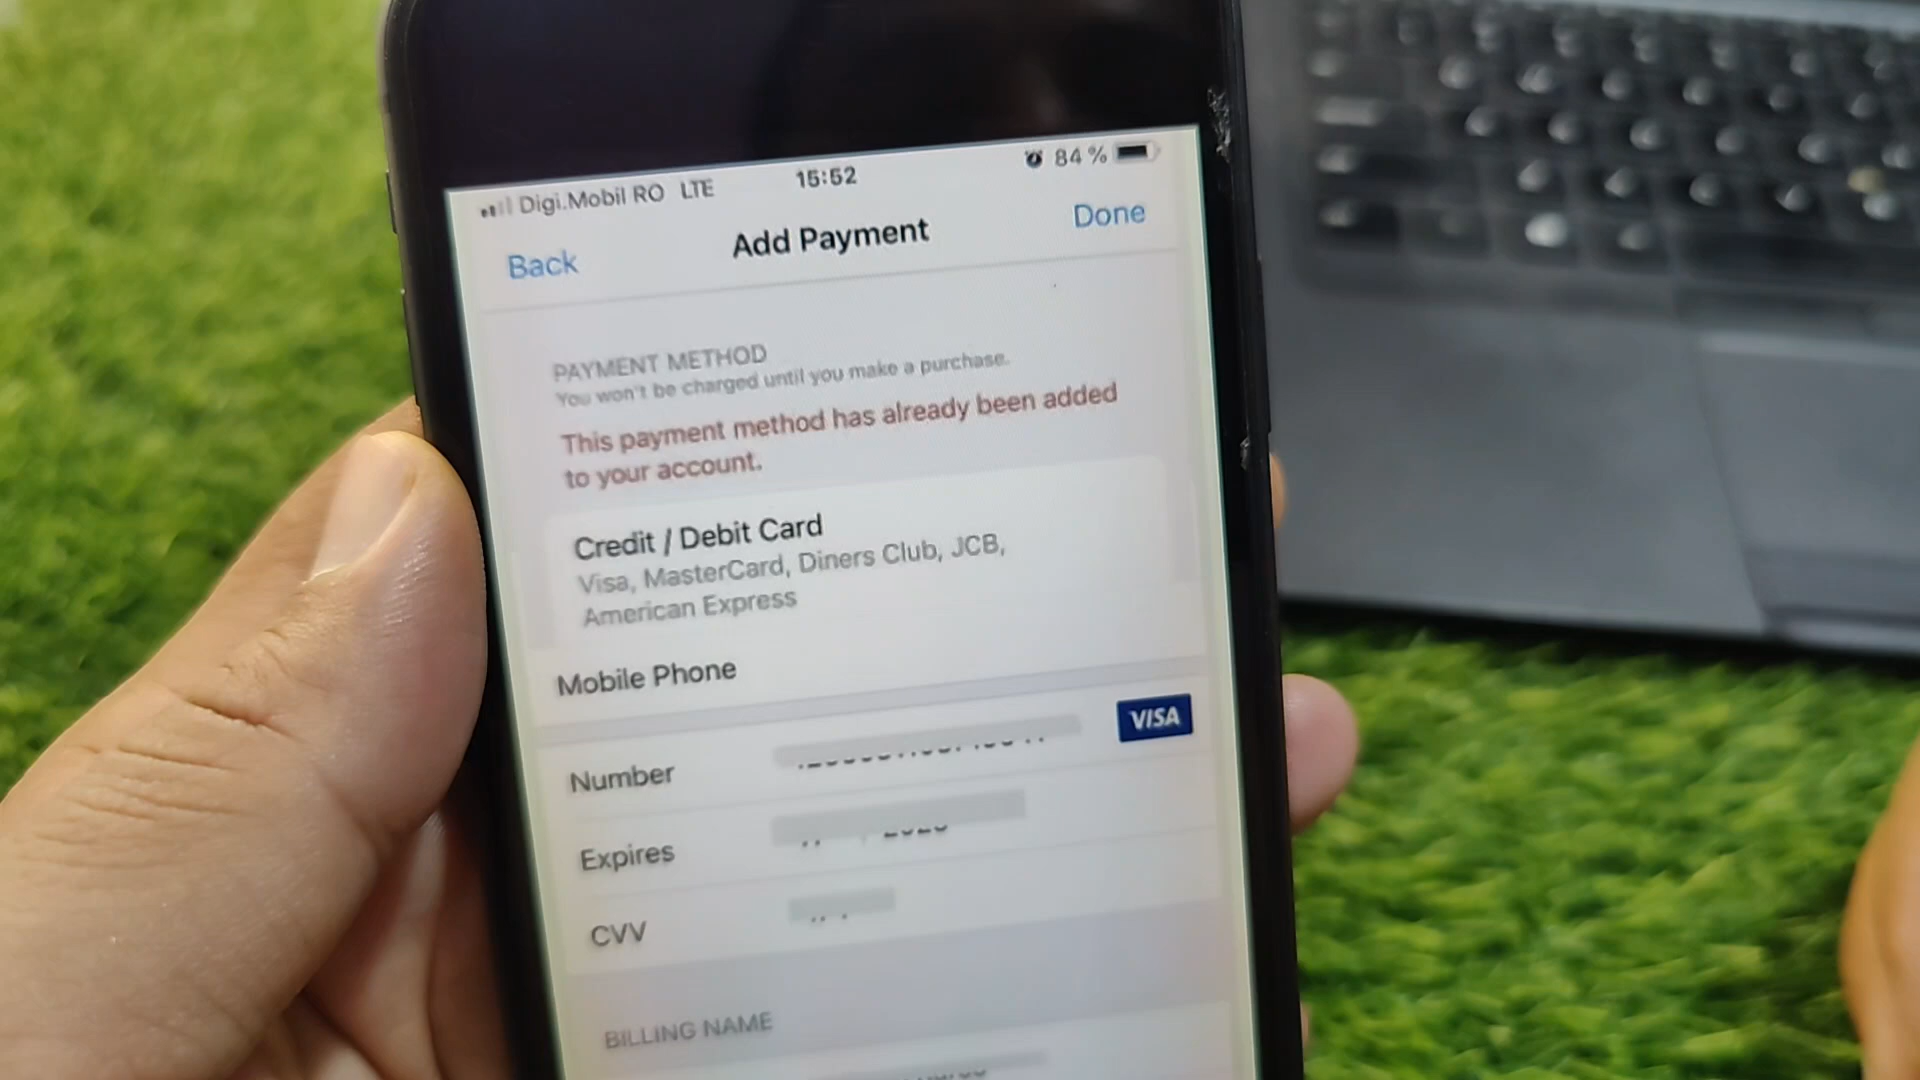 Digi.Mobil RO LTE 15:52 84 %
Back Add Payment Done
PAYMENT METHOD
You won't be charged until you make a purchase.
This payment method has already been added
to your account.
Credit / Debit Card
Visa, MasterCard, Diners Club, JCB,
American Express
Mobile Phone
Number VISA
Expires
CVV
BILLING NAME